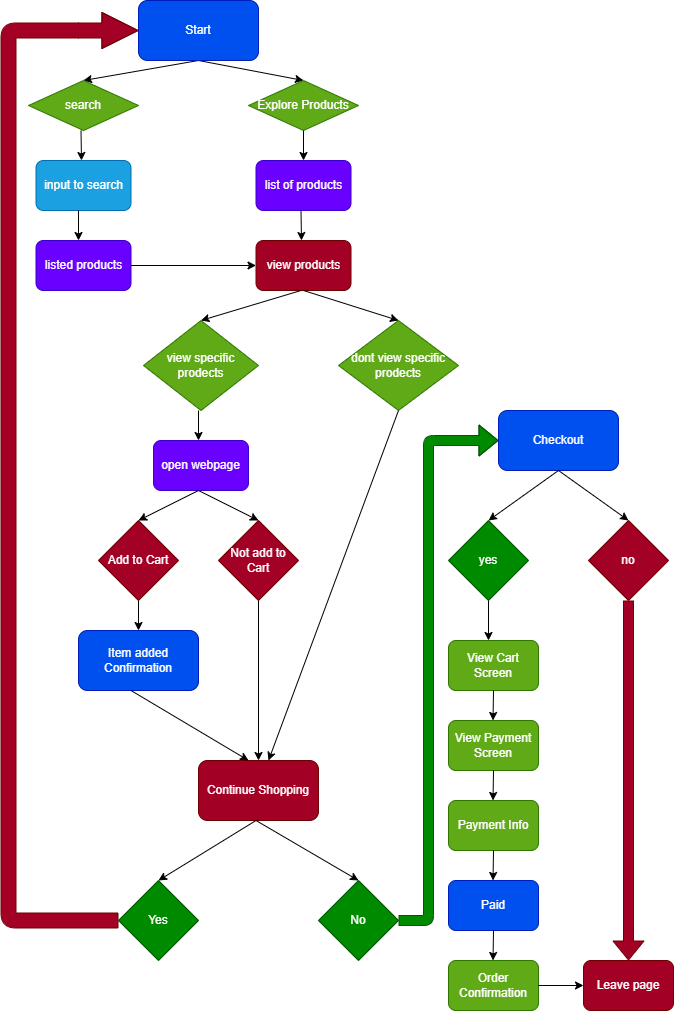 Start
search
Explore Products
input to search
list of products
listed products
view products
view specific
prodects
dont view specific
prodects
Checkout
open webpage
yes
no
Add to Cart
Not add to
Cart
Item added
Confirmation
View Cart
Screen
View Payment
Screen
Continue Shopping
Payment Info
Yes
No
Paid
Order
Confirmation
Leave page